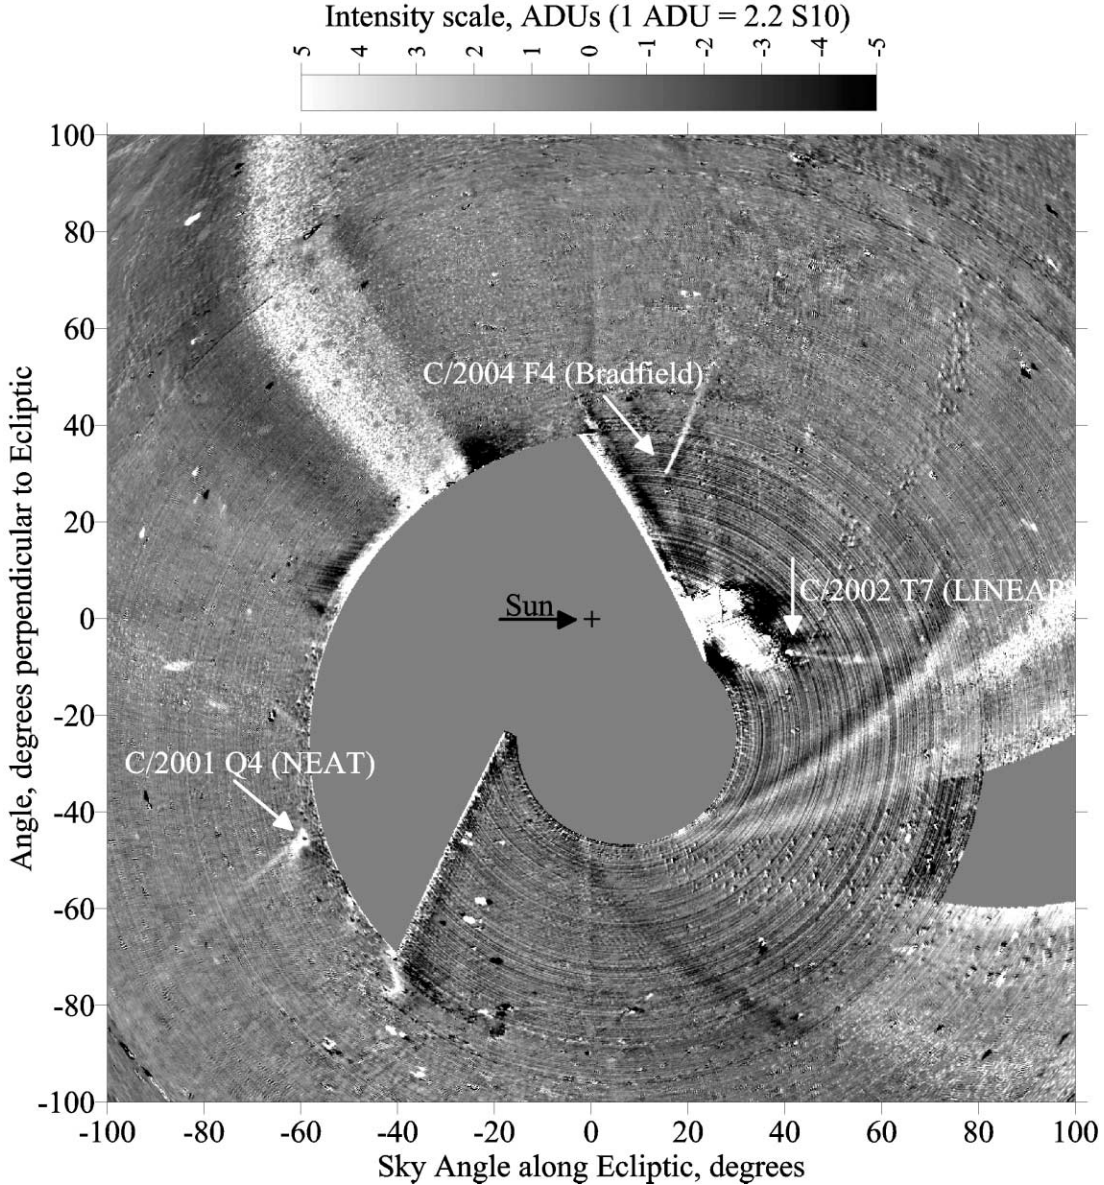 Intensity scale, ADUs (1 ADU = 2.2 S10)
5 4 3 2 1 0 -1 -2 -3 -4 -5
100
80
60
C/2004 F4 (Bradfield)
40
20
C/2002 T7 (LINEAR)
Sun
0
-20
C/2001 Q4 (NEAT)
-40
-60
-80
-100
Angle, degrees perpendicular to Ecliptic
-100 -80 -60 -40 -20 0 20 40 60 80 100
Sky Angle along Ecliptic, degrees